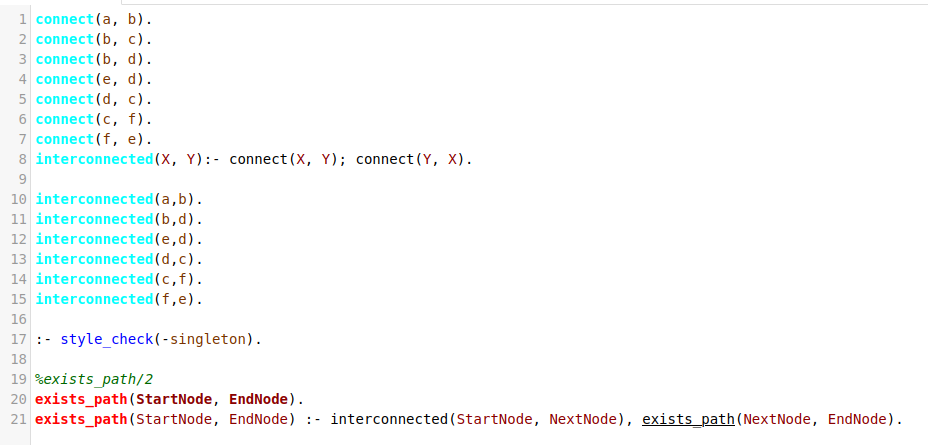 1 connect(a, b).
2 connect(b, c).
3 connect(b, d).
4 connect(e, d).
5 connect(d, c).
6 connect(c, f).
7 connect(f, e).
8 interconnected(X, Y):- connect(X, Y); connect(Y, X).
9
10 interconnected(a,b).
11 interconnected(b,d).
12 interconnected(e,d).
13 interconnected(d,c).
14 interconnected(c,f).
15 interconnected(f,e).
16
17 :- style_check(-singleton).
18
19 %exists_path/2
20 exists_path(StartNode, EndNode).
21 exists_path(StartNode, EndNode) :- interconnected(StartNode, NextNode), exists_path(NextNode, EndNode).